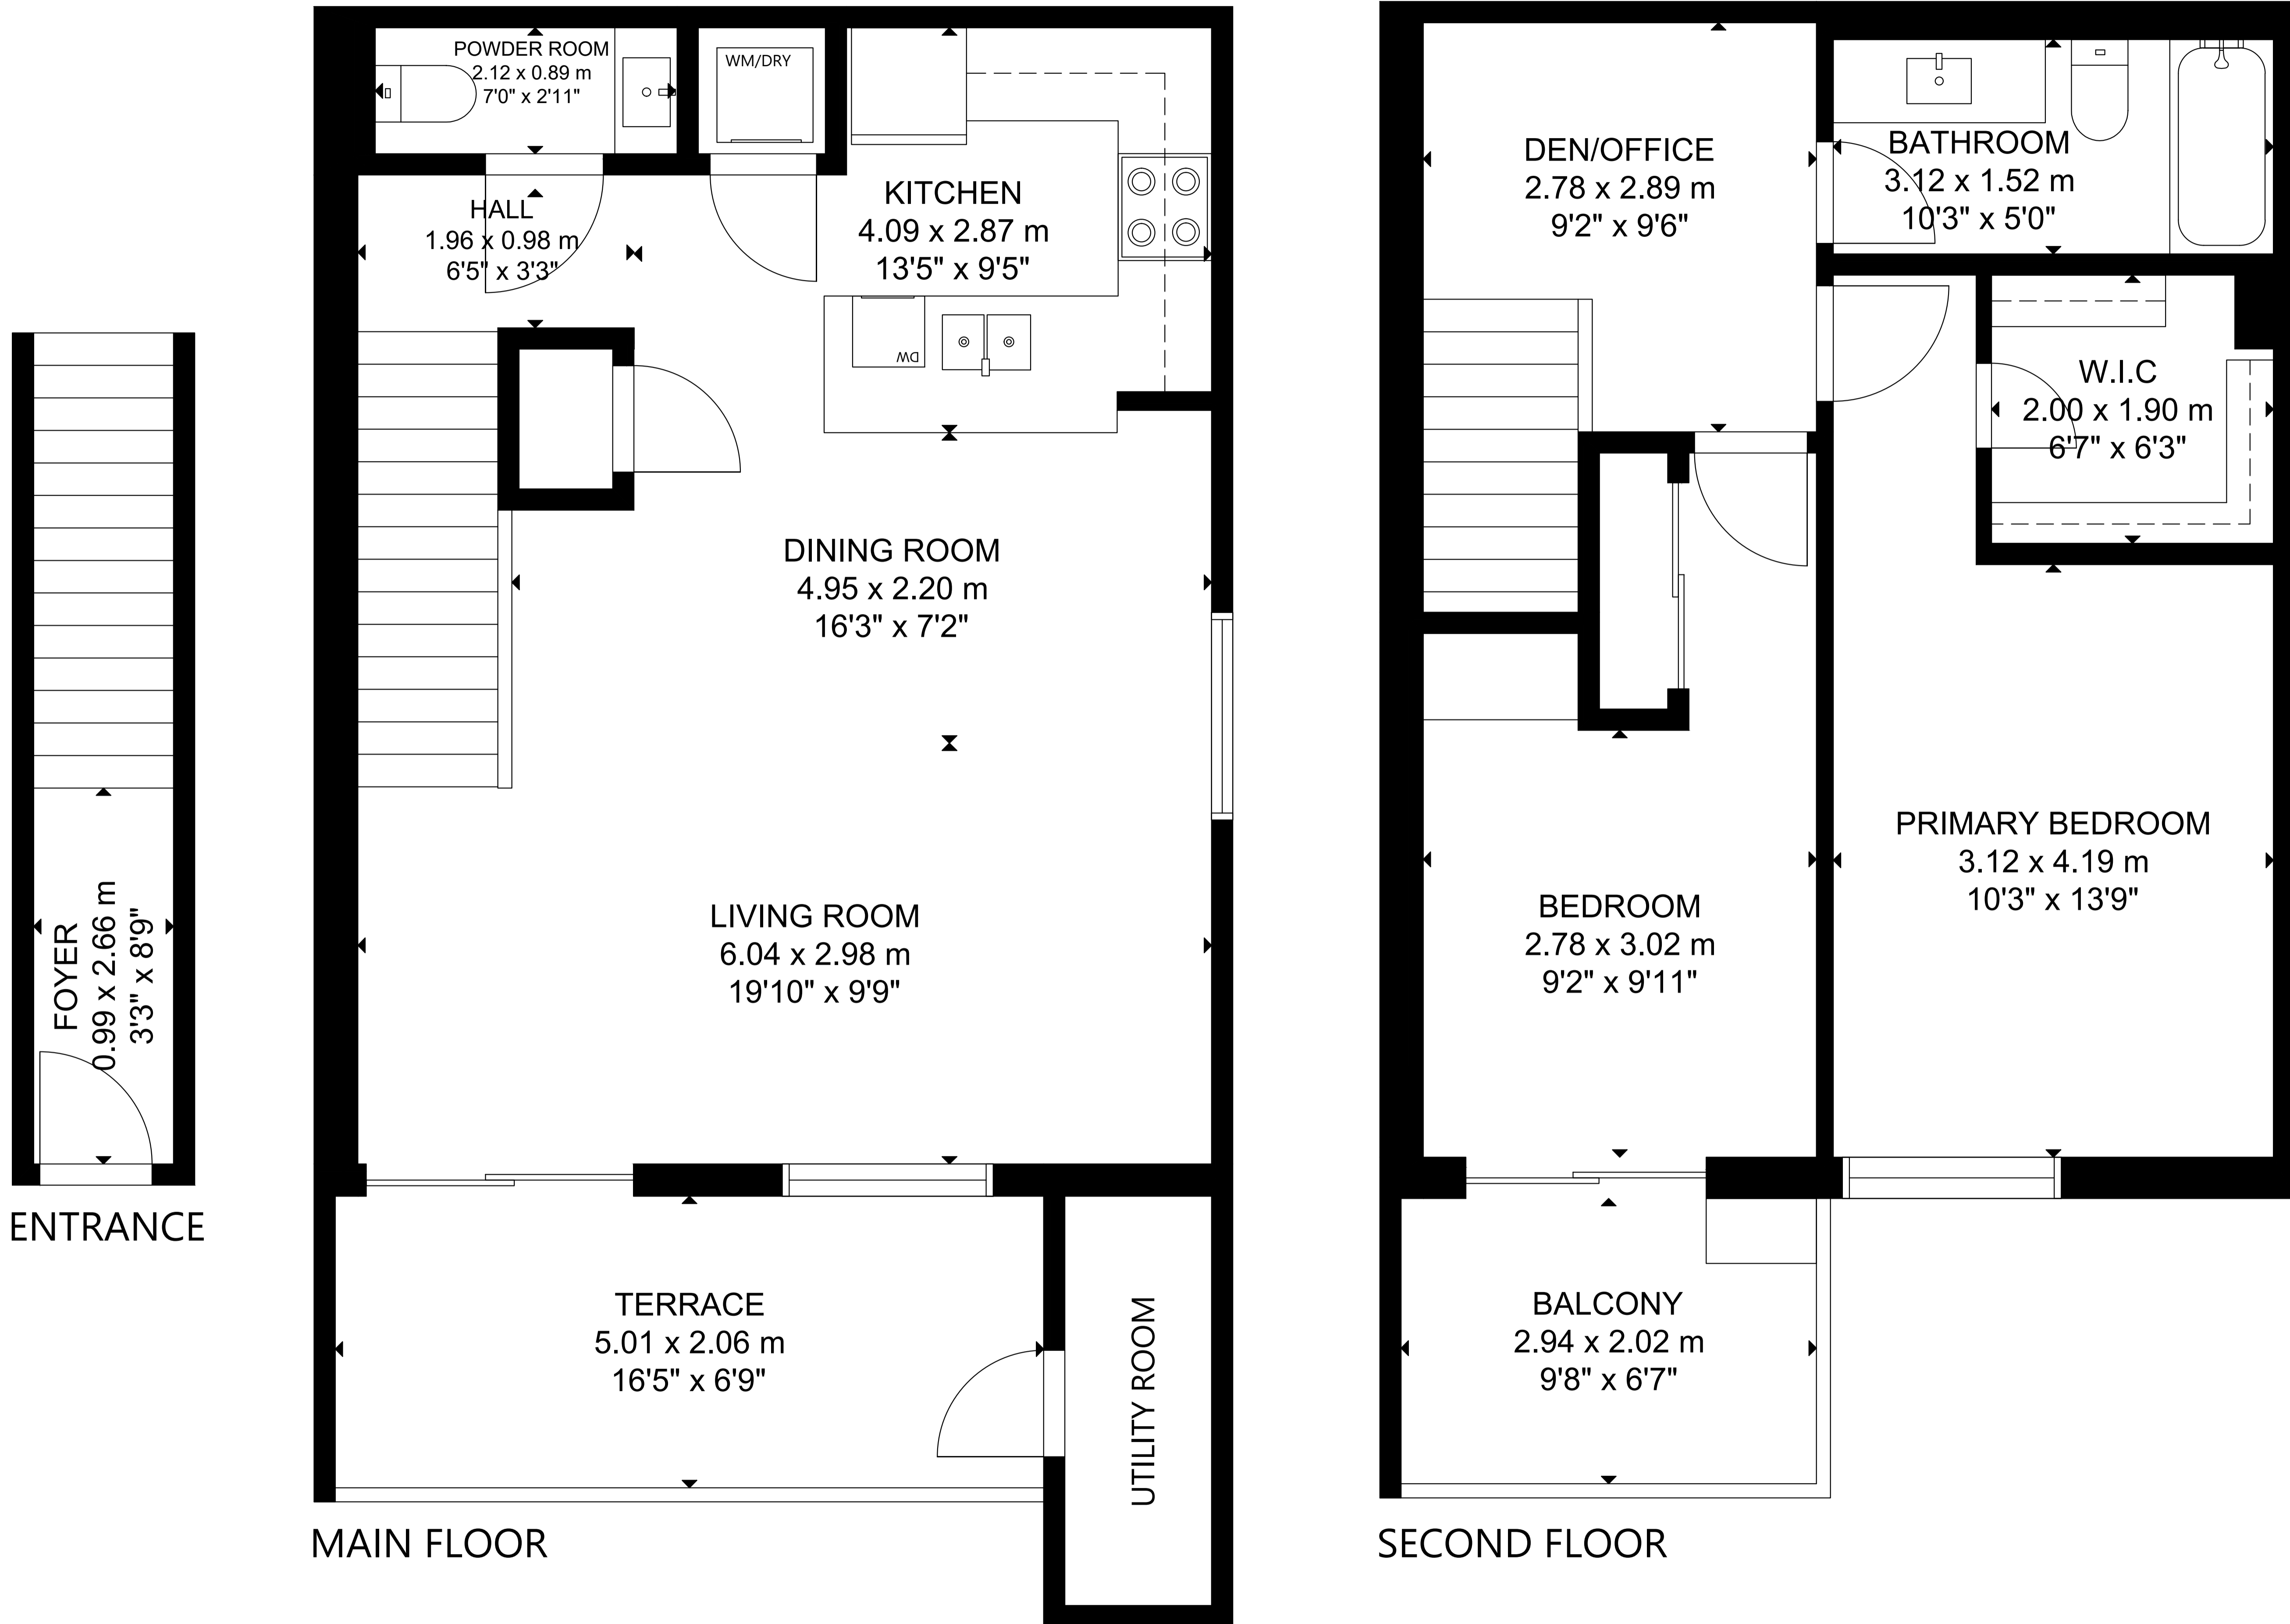 POWDER ROOM
2.12 x 0.89 m
7'0" x 2'11"
WM/DRY
HALL
1.96 x 0.98 m
6'5" x 3'3"
KITCHEN
4.09 x 2.87 m
13'5" x 9'5"
DW
DINING ROOM
4.95 x 2.20 m
16'3" x 7'2"
LIVING ROOM
6.04 x 2.98 m
19'10" x 9'9"
FOYER
0.99 x 2.66 m
3'3" x 8'9"
ENTRANCE
TERRACE
5.01 x 2.06 m
16'5" x 6'9"
UTILITY ROOM
MAIN FLOOR
DEN/OFFICE
2.78 x 2.89 m
9'2" x 9'6"
BATHROOM
3.12 x 1.52 m
10'3" x 5'0"
W.I.C
2.00 x 1.90 m
6'7" x 6'3"
PRIMARY BEDROOM
3.12 x 4.19 m
10'3" x 13'9"
BEDROOM
2.78 x 3.02 m
9'2" x 9'11"
BALCONY
2.94 x 2.02 m
9'8" x 6'7"
SECOND FLOOR